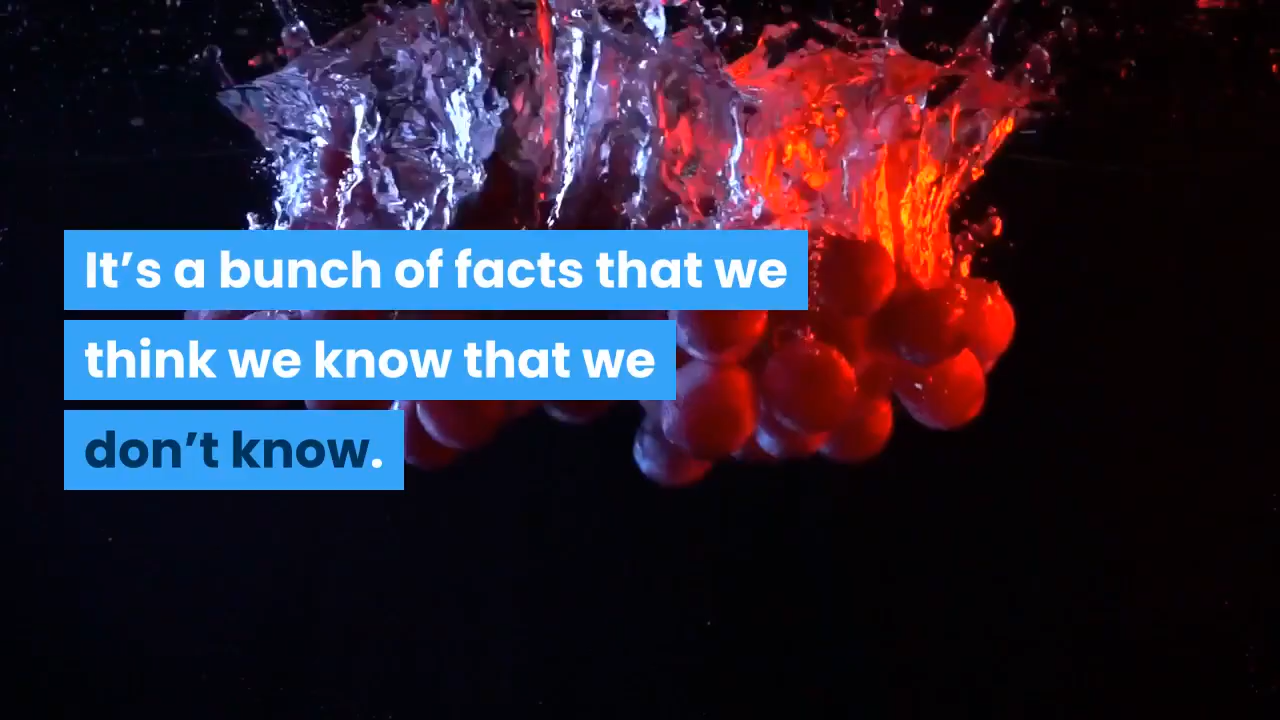 It’s a bunch of facts that we
think we know that we
don’t know.